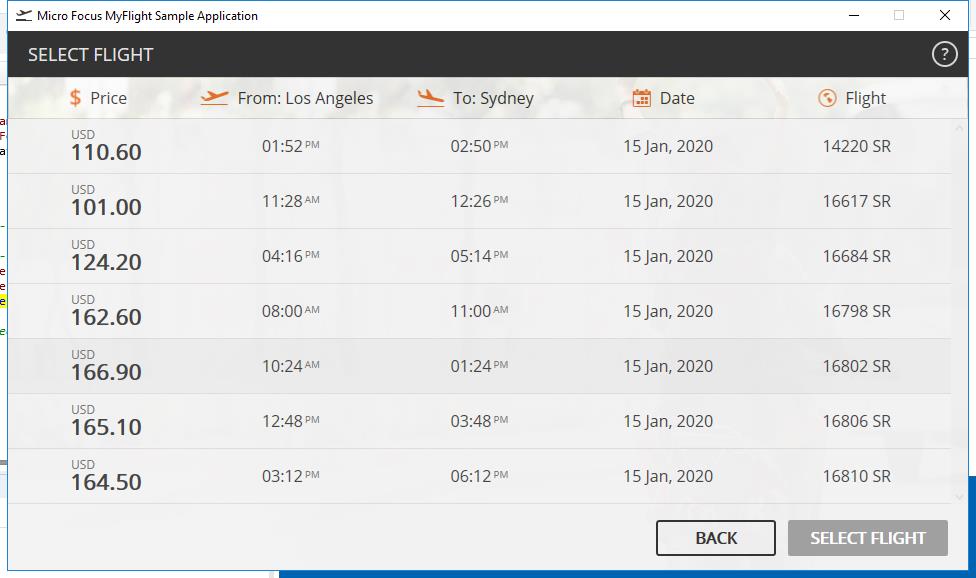 Micro Focus MyFlight Sample Application
SELECT FLIGHT ?
$ Price From: Los Angeles To: Sydney Date Flight
USD
110.60 01:52 PM 02:50 PM 15 Jan, 2020 14220 SR
USD
101.00 11:28 AM 12:26 PM 15 Jan, 2020 16617 SR
USD
124.20 04:16 PM 05:14 PM 15 Jan, 2020 16684 SR
USD
162.60 08:00 AM 11:00 AM 15 Jan, 2020 16798 SR
USD
166.90 10:24 AM 01:24 PM 15 Jan, 2020 16802 SR
USD
165.10 12:48 PM 03:48 PM 15 Jan, 2020 16806 SR
USD
164.50 03:12 PM 06:12 PM 15 Jan, 2020 16810 SR
BACK SELECT FLIGHT